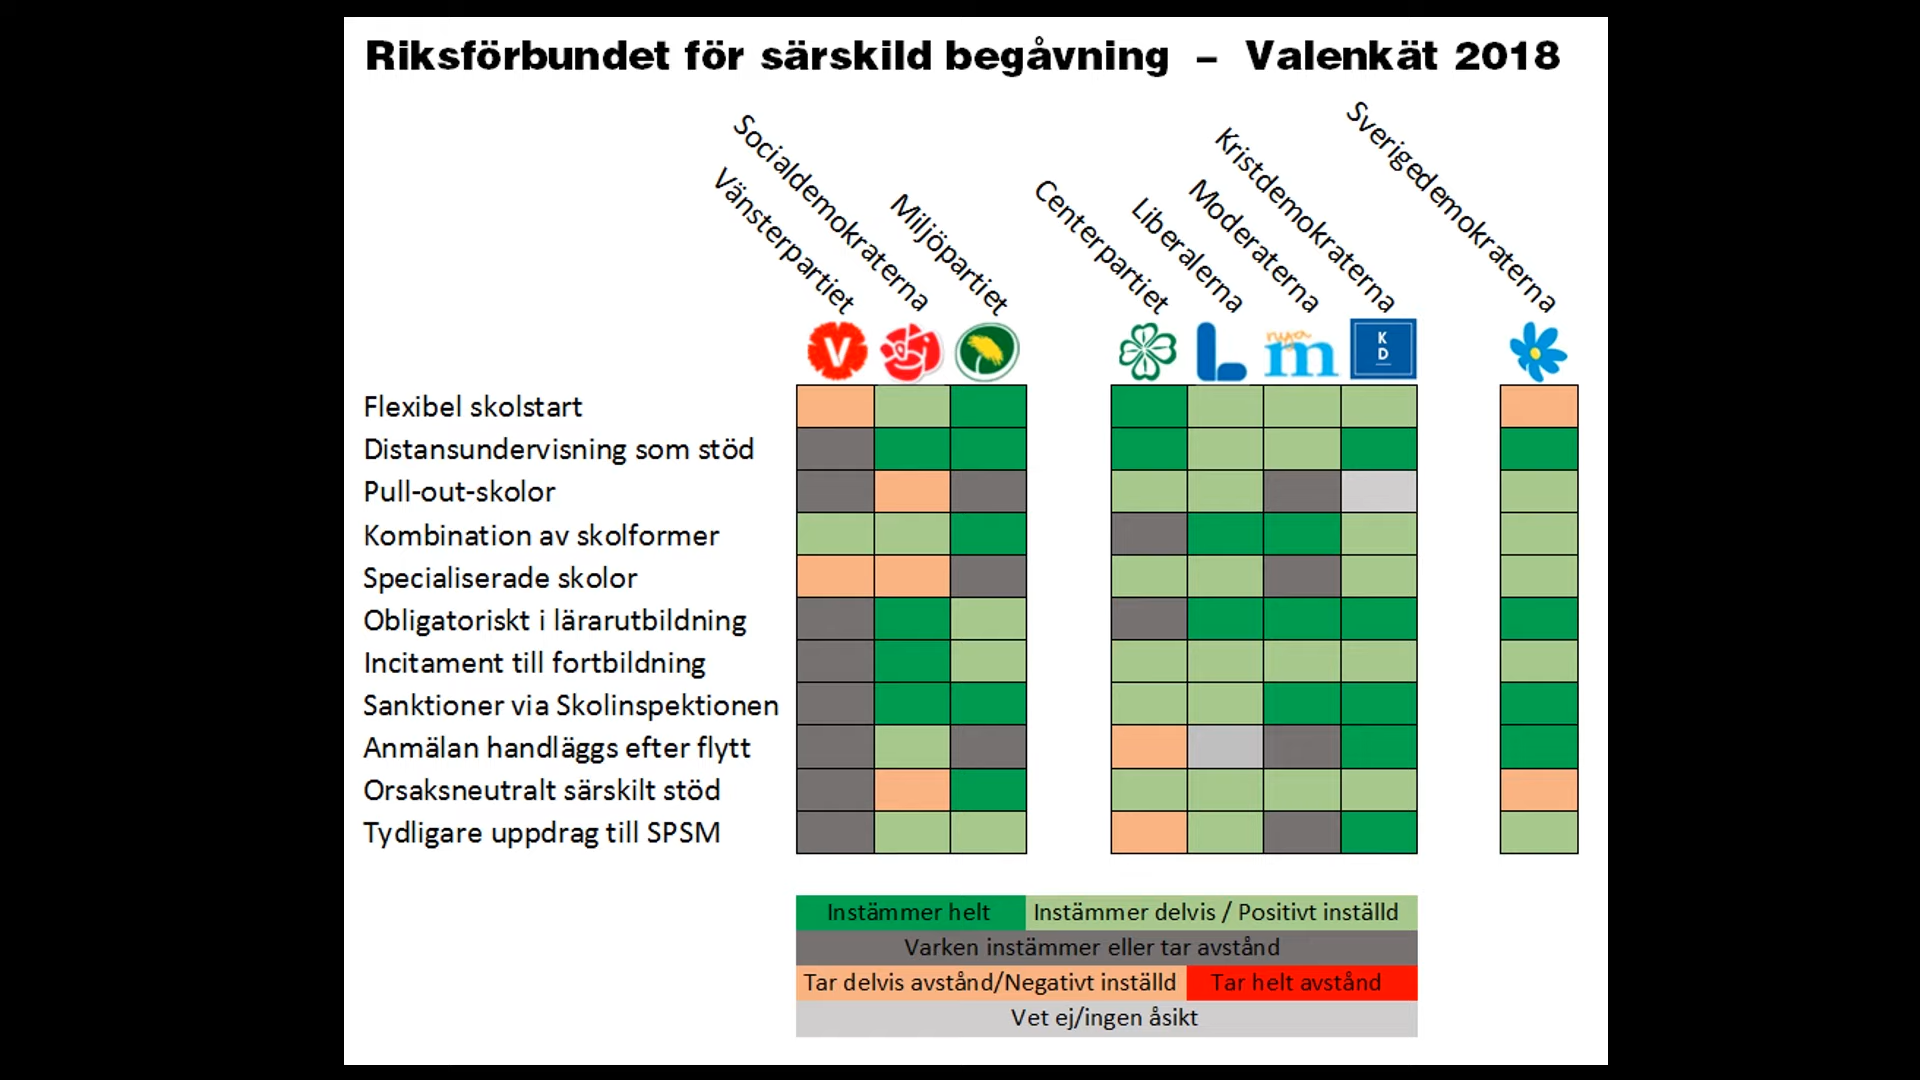 Riksförbundet för särskild begåvning – Valenkät 2018
Vänsterpartiet
Socialdemokraterna
Miljöpartiet
Centerpartiet
Liberalerna
Moderaterna
Kristdemokraterna
Sverigedemokraterna
V
S
L
nya
m
K
D
Flexibel skolstart
Distansundervisning som stöd
Pull-out-skolor
Kombination av skolformer
Specialiserade skolor
Obligatoriskt i lärarutbildning
Incitament till fortbildning
Sanktioner via Skolinspektionen
Anmälan handläggs efter flytt
Orsaksneutralt särskilt stöd
Tydligare uppdrag till SPSM
Instämmer helt
Instämmer delvis / Positivt inställd
Varken instämmer eller tar avstånd
Tar delvis avstånd/Negativt inställd
Tar helt avstånd
Vet ej/ingen åsikt